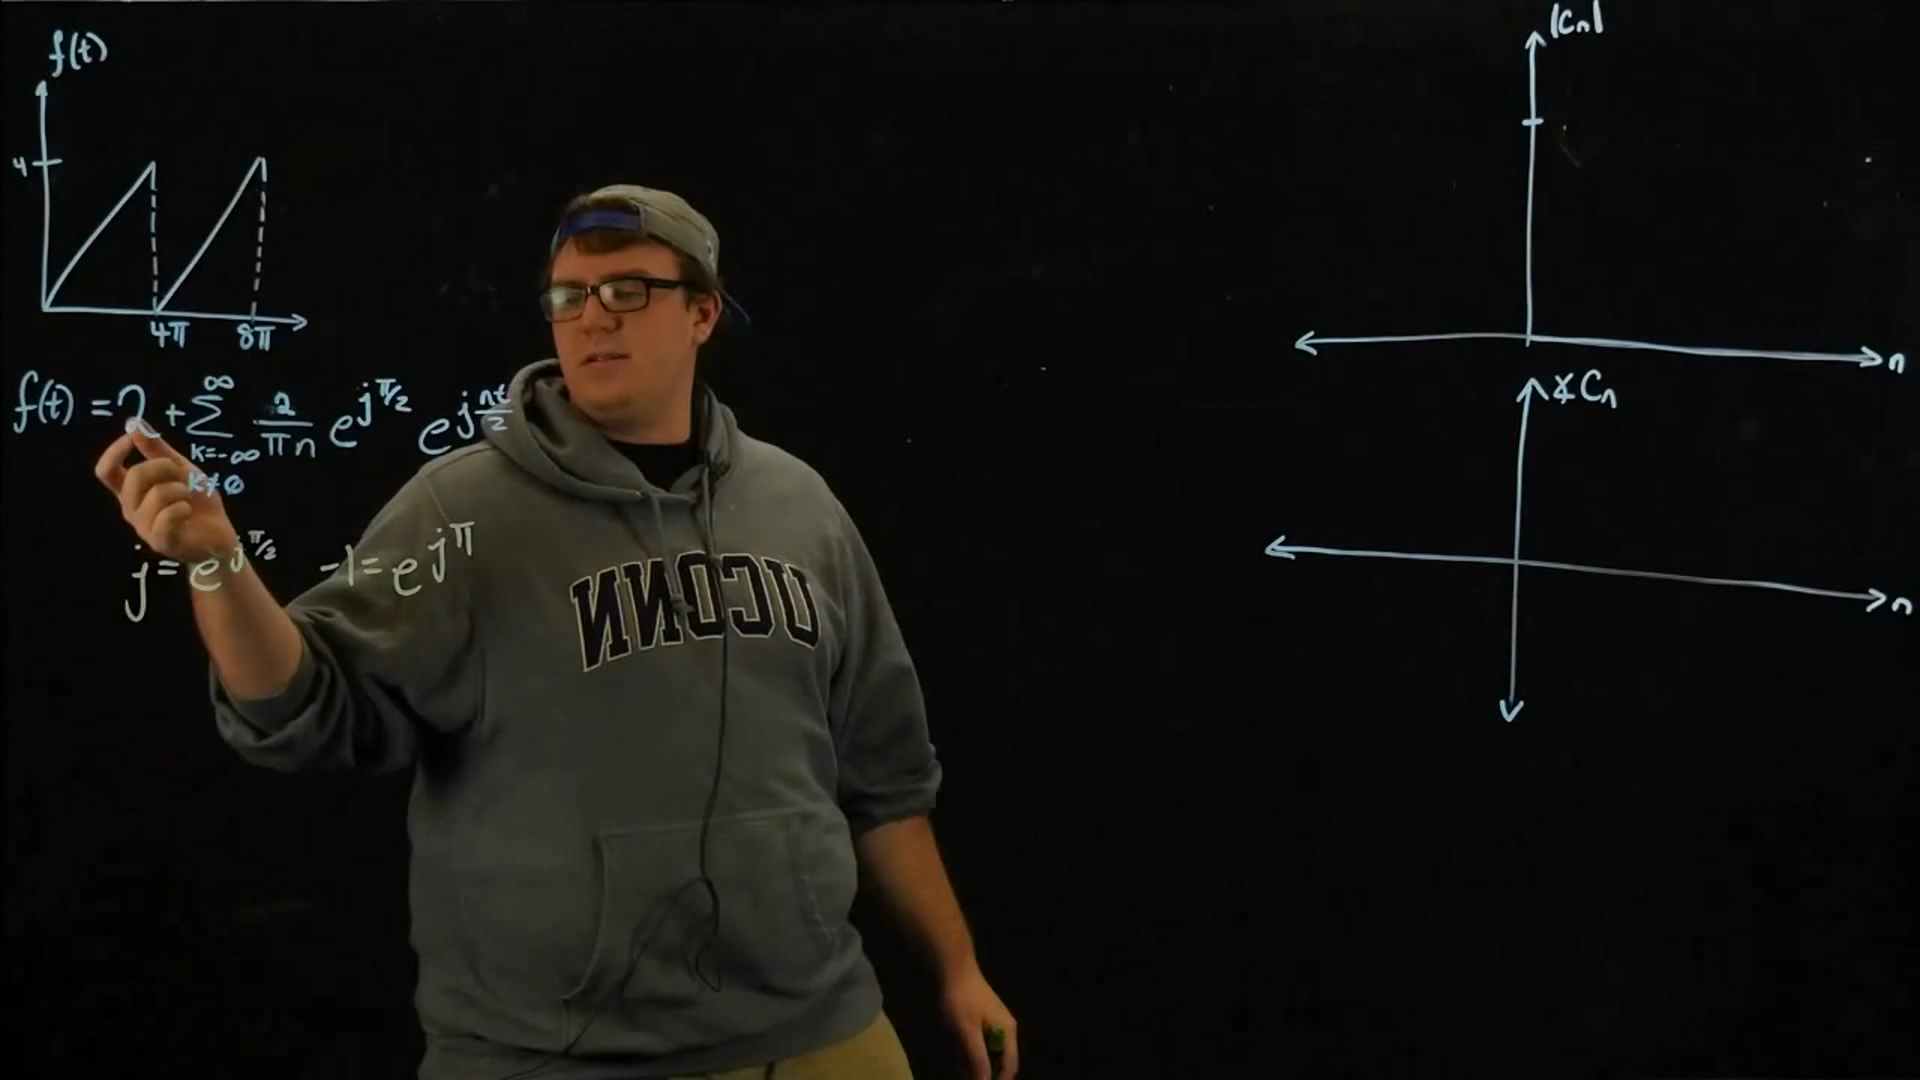 f(t)
4
4π 8π
f(t) = 2 + ∞∑k=-∞ k≠0 2/πn e^jπ/2 e^jnt/2
j = e^jπ/2 -1 = e^jπ
UCONN
|Cn|
n
∡Cn
n